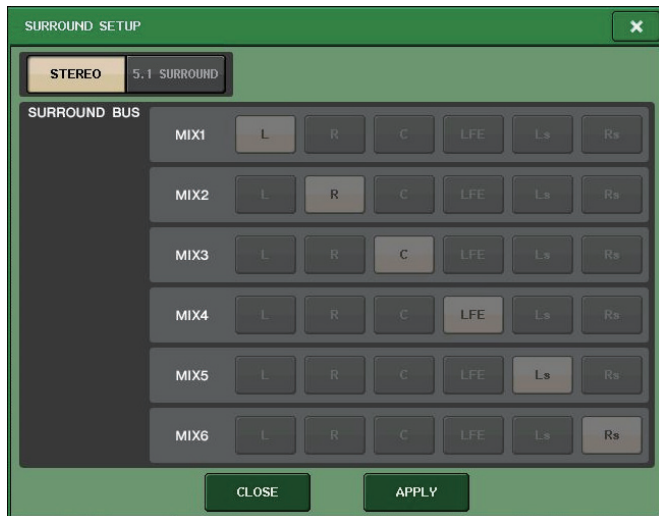 SURROUND SETUP
STEREO 5.1 SURROUND
SURROUND BUS
MIX1 L R C LFE Ls Rs
MIX2 L R C LFE Ls Rs
MIX3 L R C LFE Ls Rs
MIX4 L R C LFE Ls Rs
MIX5 L R C LFE Ls Rs
MIX6 L R C LFE Ls Rs
CLOSE APPLY